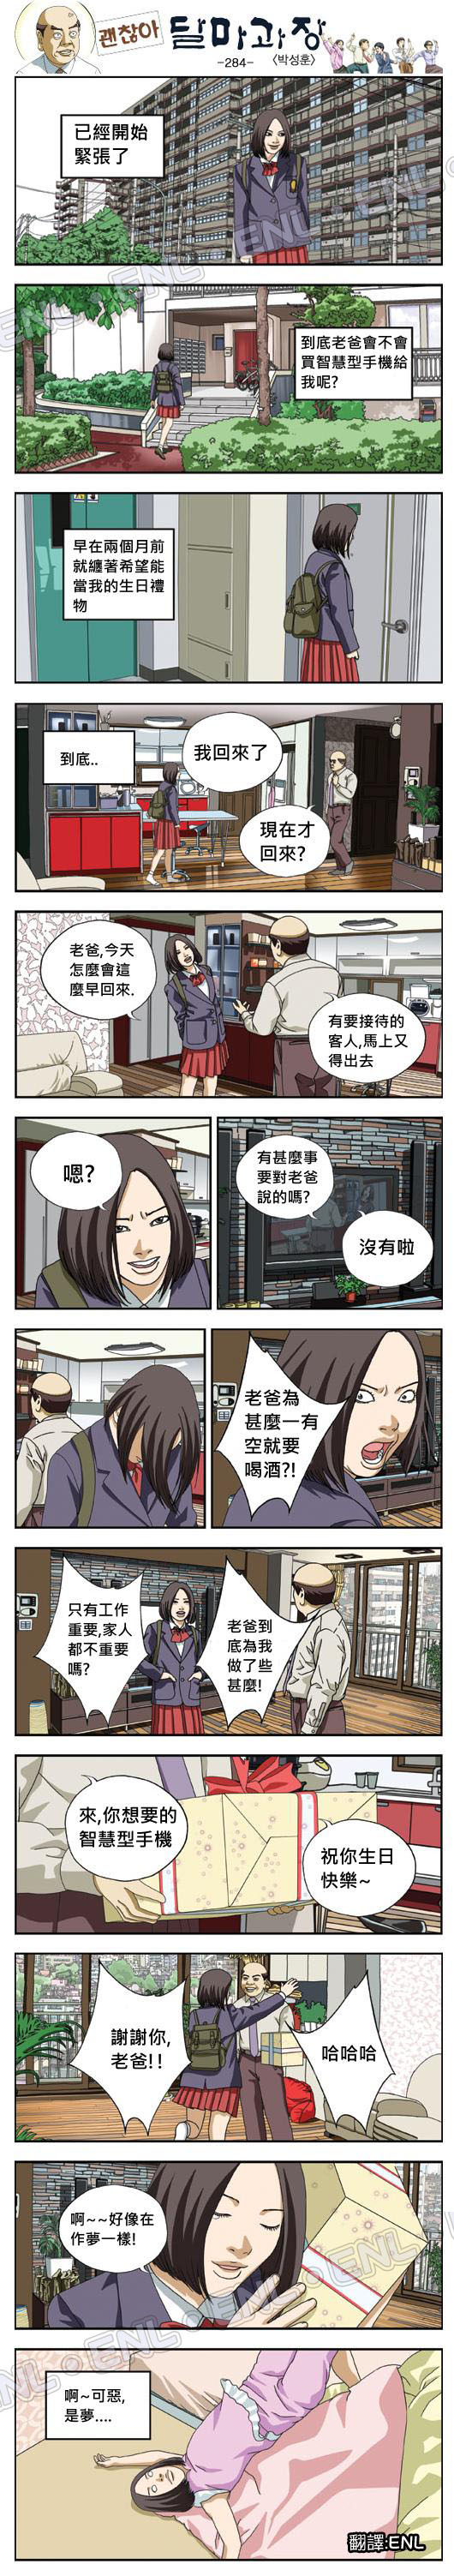 괜찮아
달마과장
-284-
〈박성훈〉
已經開始
緊張了
ENL
ENL
ENL
到底老爸會不會
買智慧型手機給
我呢?
早在兩個月前
就纏著希望能
當我的生日禮
物
到底..
我回來了
現在才
回來?
老爸,今天
怎麼會這
麼早回來.
有要接待的
客人,馬上又
得出去
嗯?
有甚麼事
要對老爸
說的嗎?
沒有啦
老爸為
甚麼一有
空就要
喝酒?!
只有工作
重要,家人
都不重要
嗎?
老爸到
底為我
做了些
甚麼!
來,你想要的
智慧型手機
祝你生日
快樂~
謝謝你,
老爸!!
哈哈哈
啊~~好像在
作夢一樣!
ENL
ENL
ENL
ENL
啊~可惡,
是夢....
翻譯:ENL